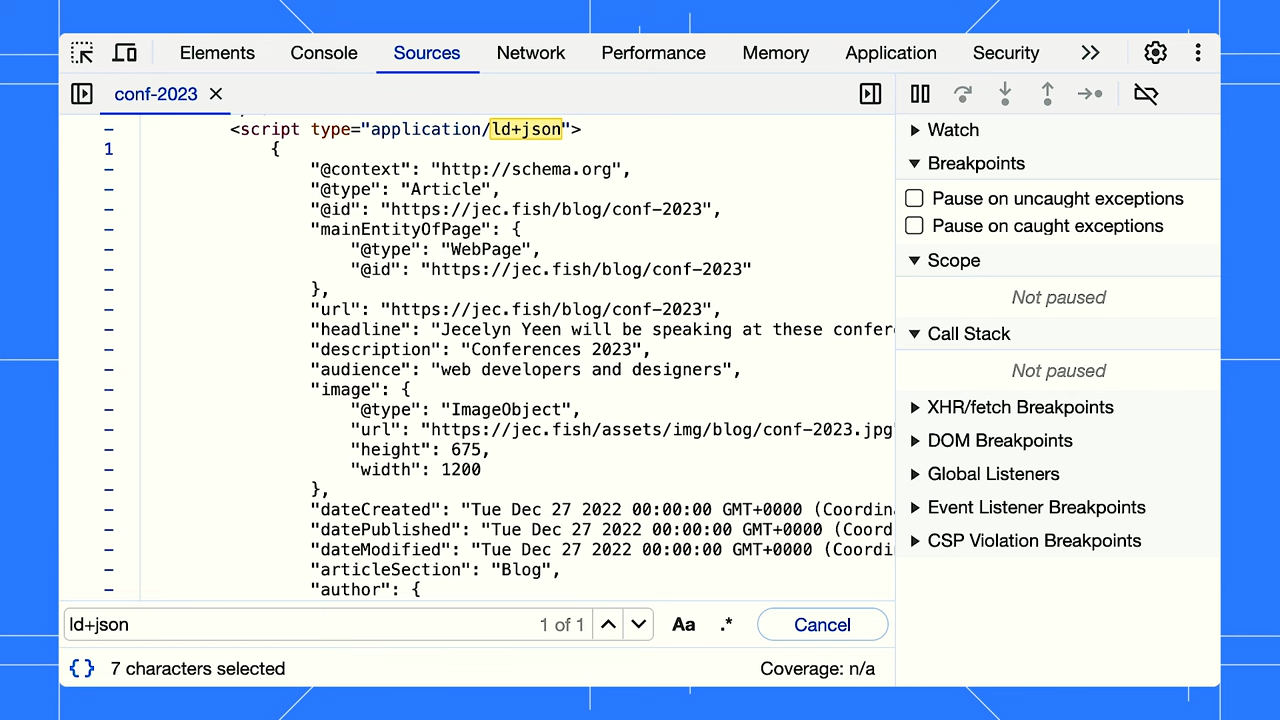 Elements Console Sources Network Performance Memory Application Security
conf-2023
<script type="application/ld+json">
1 {
"@context": "http://schema.org",
"@type": "Article",
"@id": "https://jec.fish/blog/conf-2023",
"mainEntityOfPage": {
"@type": "WebPage",
"@id": "https://jec.fish/blog/conf-2023"
},
"url": "https://jec.fish/blog/conf-2023",
"headline": "Jecelyn Yeen will be speaking at these confer
"description": "Conferences 2023",
"audience": "web developers and designers",
"image": {
"@type": "ImageObject",
"url": "https://jec.fish/assets/img/blog/conf-2023.jpg
"height": 675,
"width": 1200
},
"dateCreated": "Tue Dec 27 2022 00:00:00 GMT+0000 (Coordina
"datePublished": "Tue Dec 27 2022 00:00:00 GMT+0000 (Coord
"dateModified": "Tue Dec 27 2022 00:00:00 GMT+0000 (Coordi
"articleSection": "Blog",
"author": {
ld+json 1 of 1 Aa .* Cancel
{} 7 characters selected Coverage: n/a
Watch
Breakpoints
Pause on uncaught exceptions
Pause on caught exceptions
Scope
Not paused
Call Stack
Not paused
XHR/fetch Breakpoints
DOM Breakpoints
Global Listeners
Event Listener Breakpoints
CSP Violation Breakpoints